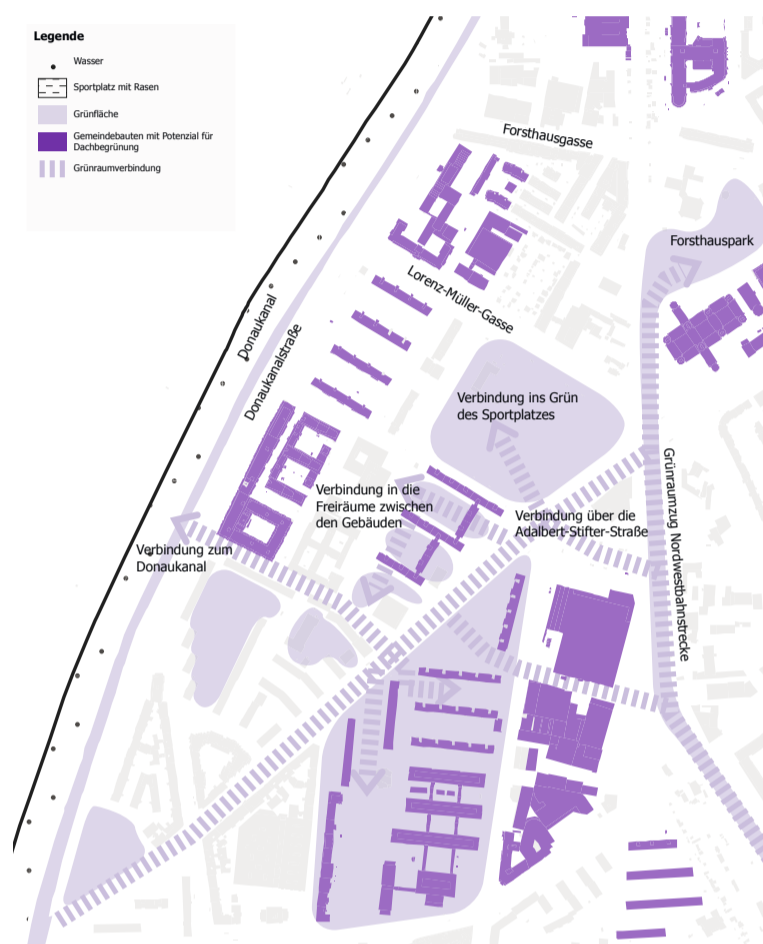 Legende
Wasser
Sportplatz mit Rasen
Grünfläche
Gemeindebauten mit Potenzial für
Dachbegrünung
Grünraumverbindung
Forsthausgasse
Forsthauspark
Lorenz-Müller-Gasse
Donaukanal
Donaukanalstraße
Verbindung ins Grün
des Sportplatzes
Verbindung in die
Freiräume zwischen
den Gebäuden
Verbindung über die
Adalbert-Stifter-Straße
Grünraumzug Nordwestbahnstrecke
Verbindung zum
Donaukanal